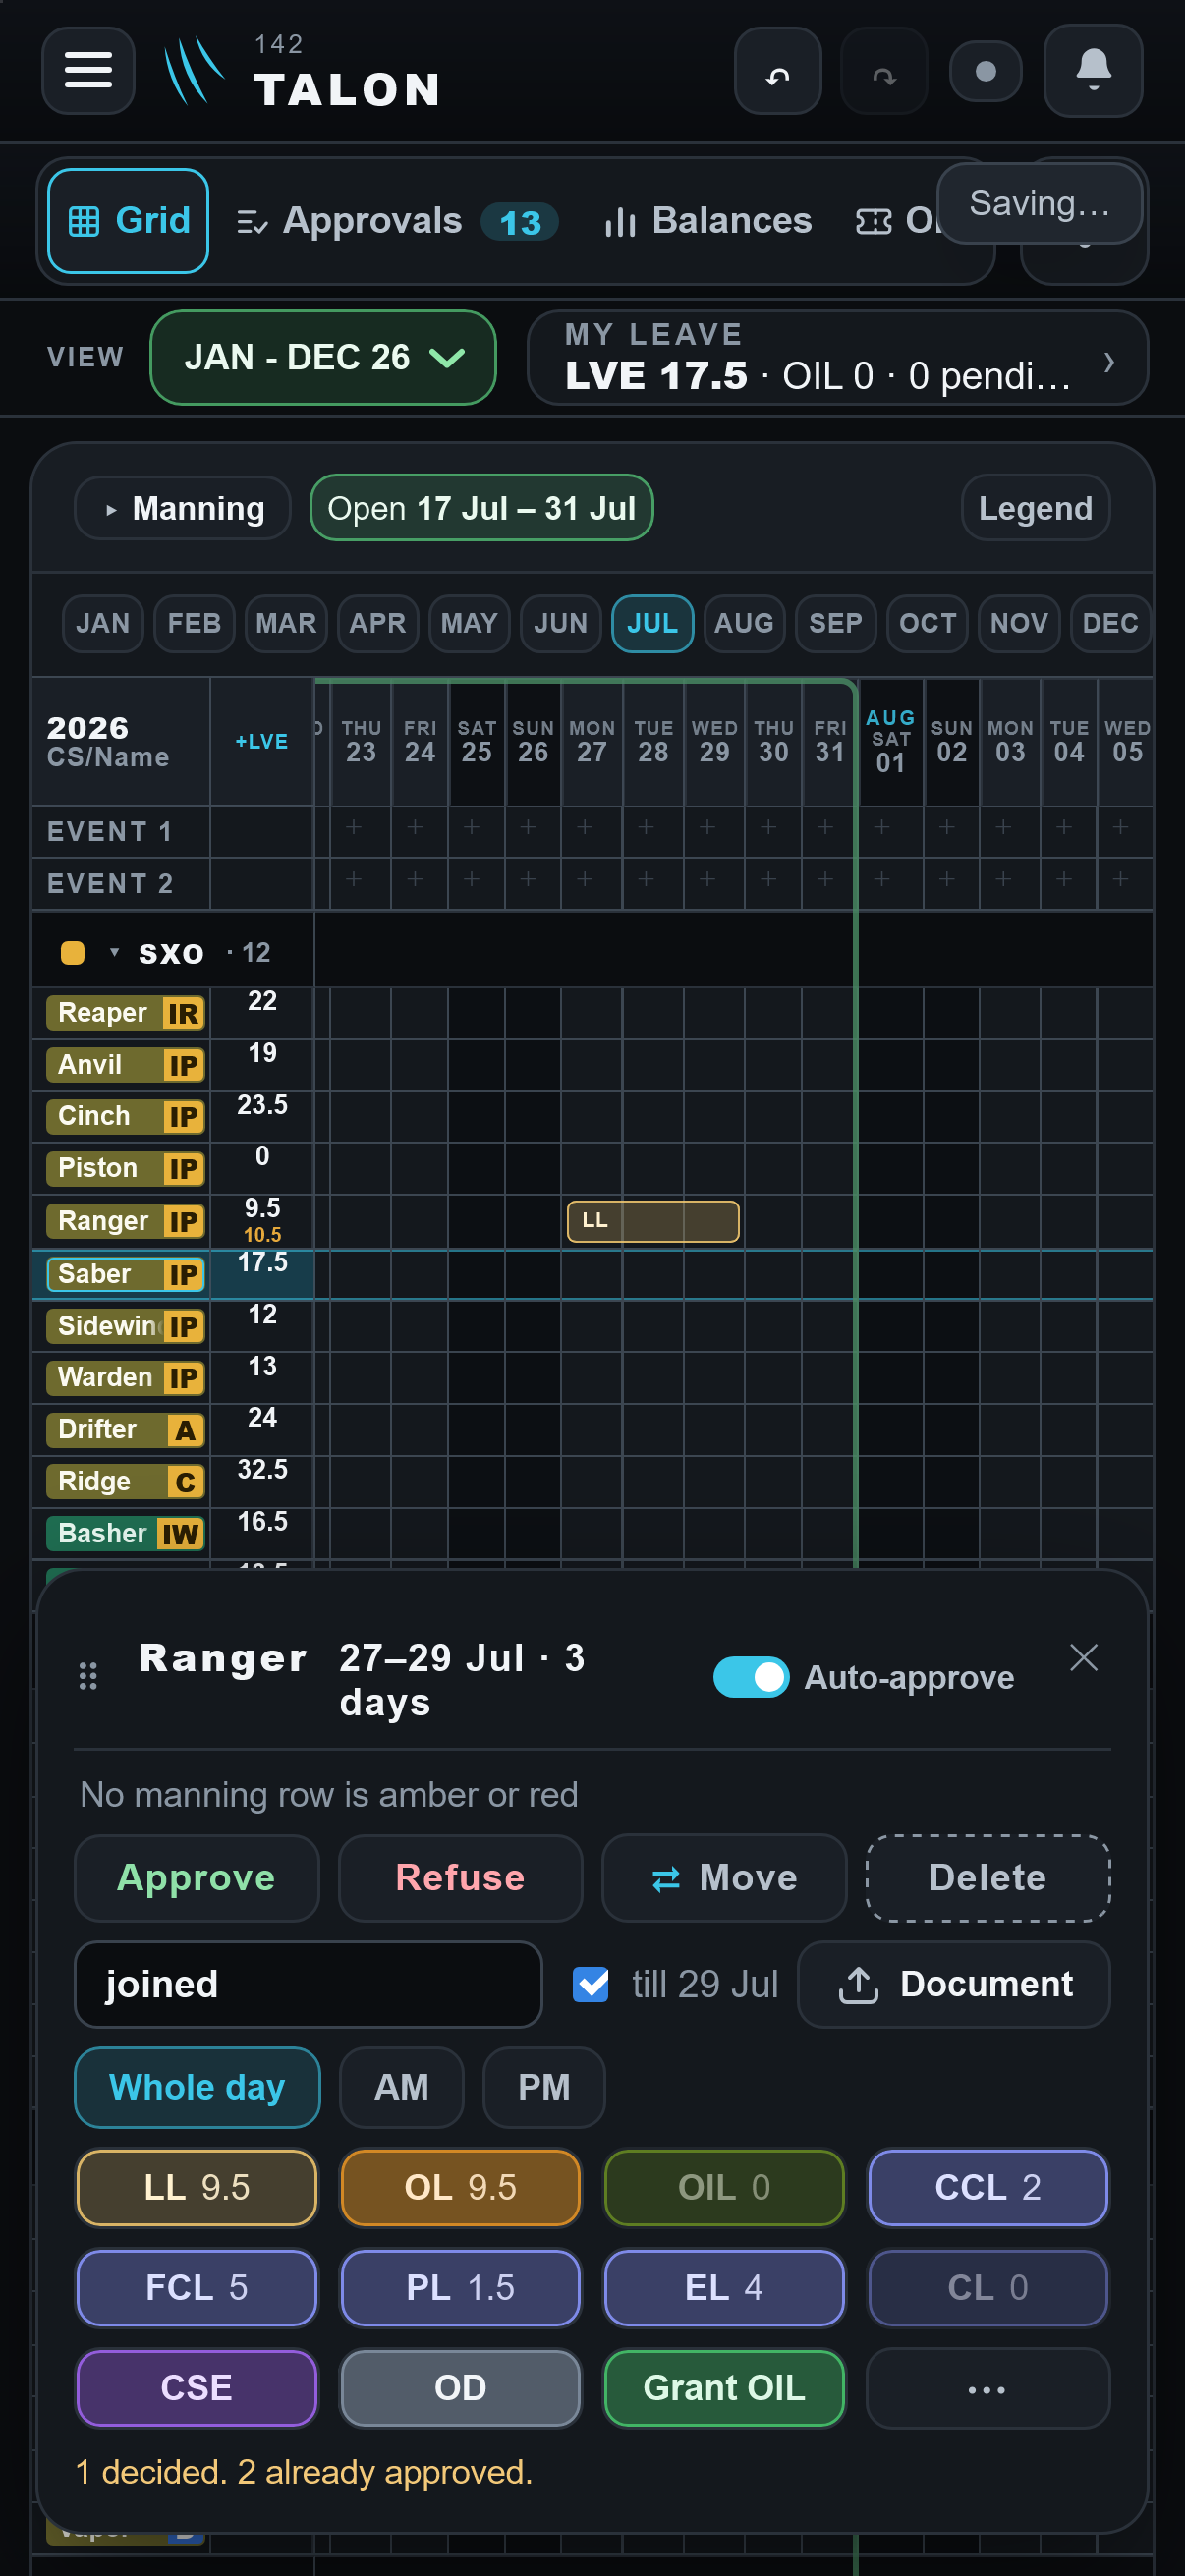 142
TALON
Grid
Approvals 13
Balances
Saving...
VIEW
JAN - DEC 26
MY LEAVE
LVE 17.5 · OIL 0 · 0 pendi...
Manning
Open 17 Jul – 31 Jul
Legend
JAN FEB MAR APR MAY JUN JUL AUG SEP OCT NOV DEC
2026
CS/Name
+LVE
THU 23
FRI 24
SAT 25
SUN 26
MON 27
TUE 28
WED 29
THU 30
FRI 31
AUG SAT 01
SUN 02
MON 03
TUE 04
WED 05
EVENT 1 + + + + + + + + + + + + + +
EVENT 2 + + + + + + + + + + + + + +
sxo · 12
Reaper IR 22
Anvil IP 19
Cinch IP 23.5
Piston IP 0
Ranger IP 9.5 10.5 LL
Saber IP 17.5
Sidewin IP 12
Warden IP 13
Drifter A 24
Ridge C 32.5
Basher IW 16.5
Ranger 27–29 Jul · 3 days
Auto-approve
No manning row is amber or red
Approve Refuse Move Delete
joined till 29 Jul Document
Whole day AM PM
LL 9.5 OL 9.5 OIL 0 CCL 2
FCL 5 PL 1.5 EL 4 CL 0
CSE OD Grant OIL ...
1 decided. 2 already approved.